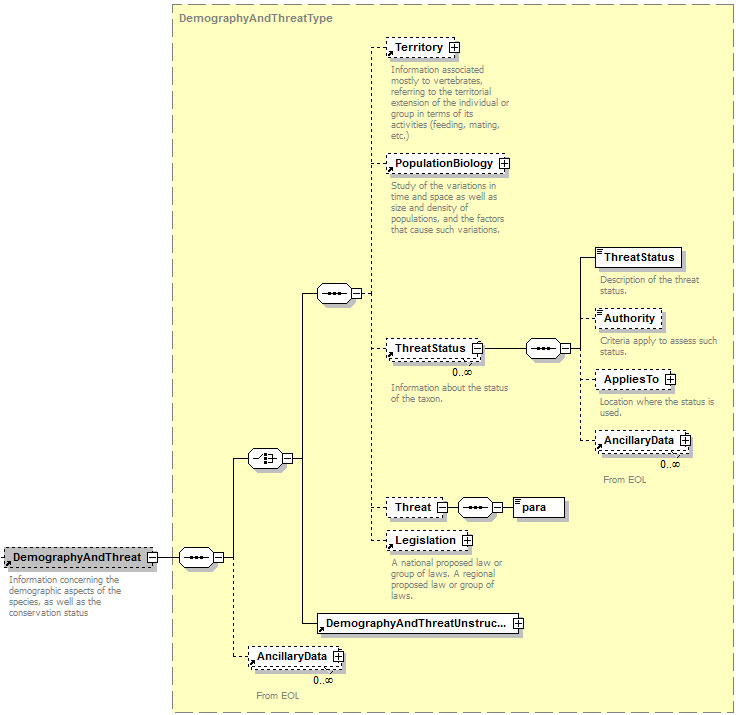 DemographyAndThreatType
Territory
Information associated
mostly to vertebrates,
referring to the territorial
extension of the individual or
group in terms of its
activities (feeding, mating,
etc.)
PopulationBiology
Study of the variations in
time and space as well as
size and density of
populations, and the factors
that cause such variations.
ThreatStatus
0..∞
Information about the status
of the taxon.
ThreatStatus
Description of the threat
status.
Authority
Criteria apply to assess such
status.
AppliesTo
Location where the status is
used.
AncillaryData
0..∞
From EOL
Threat
para
Legislation
A national proposed law or
group of laws. A regional
proposed law or group of
laws.
DemographyAndThreat
Information concerning the
demographic aspects of the
species, as well as the
conservation status
DemographyAndThreatUnstruc...
AncillaryData
0..∞
From EOL